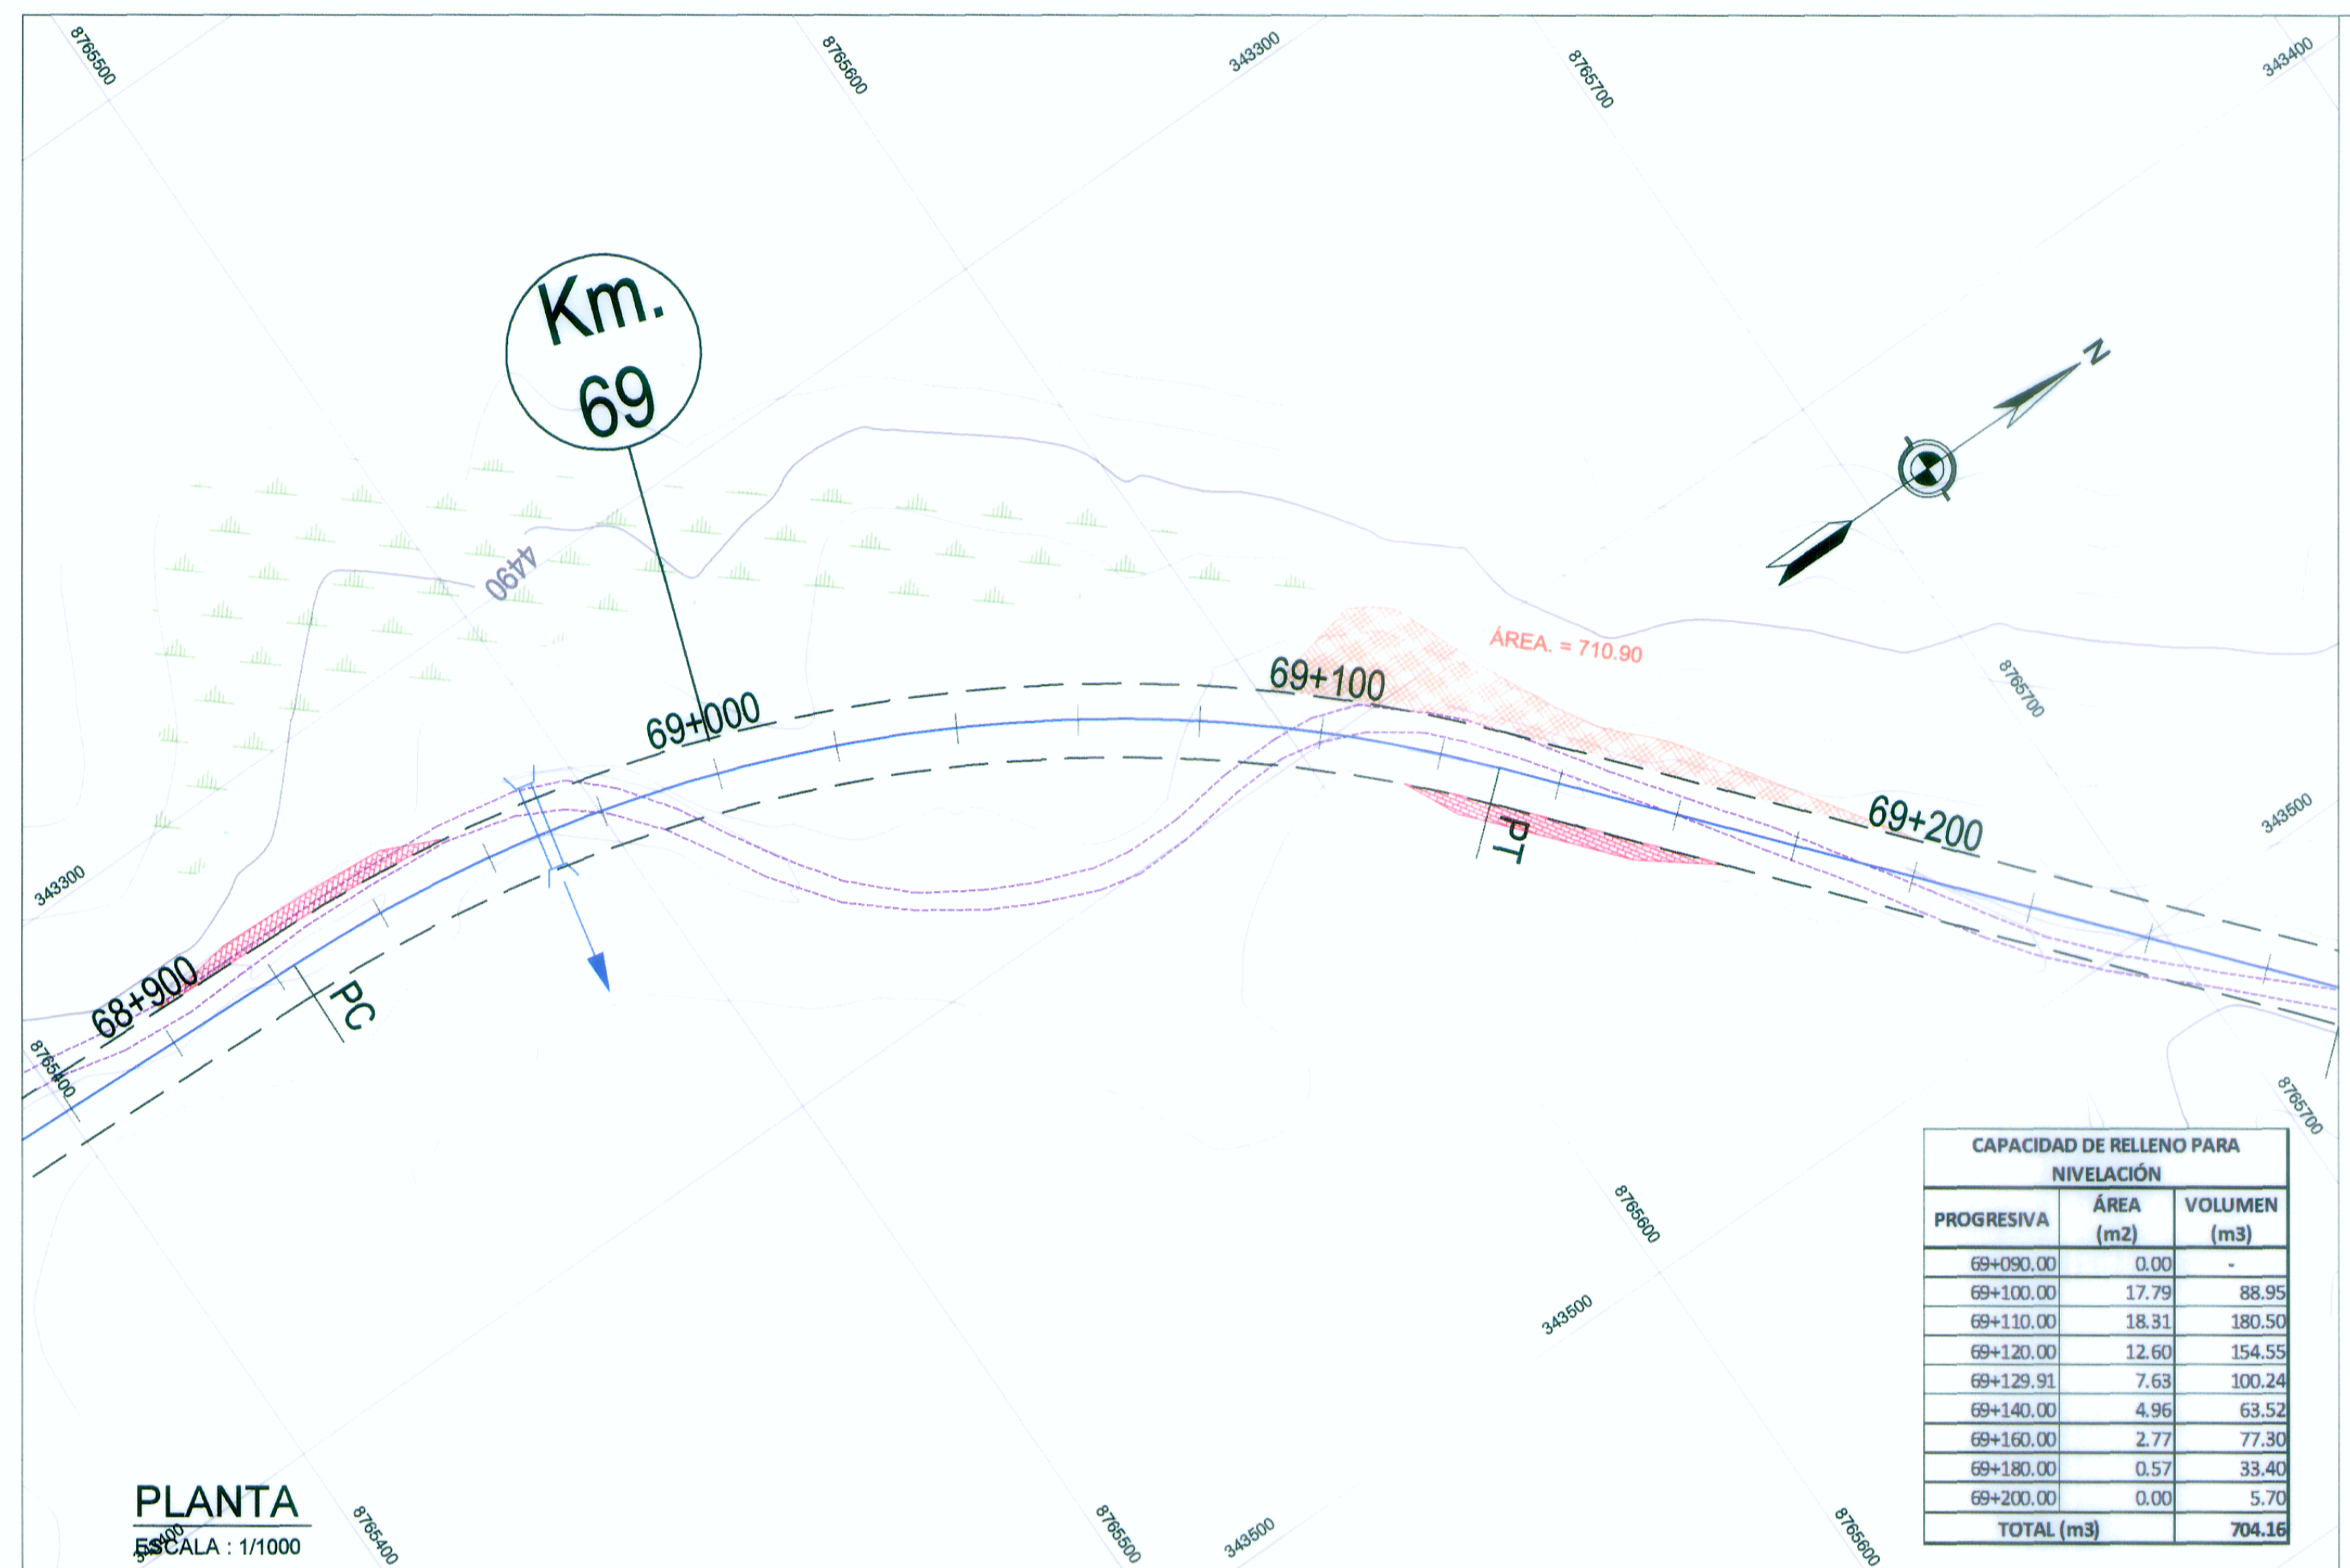 8765500
8765600
343300
8765700
343400
Km.
69
N
4490
ÁREA. = 710.90
69+100
8765700
69+000
69+200
343500
343300
PT
68+900
PC
8765400
8765700
CAPACIDAD DE RELLENO PARA
NIVELACIÓN
PROGRESIVA ÁREA (m2) VOLUMEN (m3)
69+090.00 0.00 -
69+100.00 17.79 88.95
69+110.00 18.31 180.50
69+120.00 12.60 154.55
69+129.91 7.63 100.24
69+140.00 4.96 63.52
69+160.00 2.77 77.30
69+180.00 0.57 33.40
69+200.00 0.00 5.70
TOTAL (m3) 704.16
8765600
343500
PLANTA
ESCALA : 1/1000
343400
8765400
8765500
343500
8765600